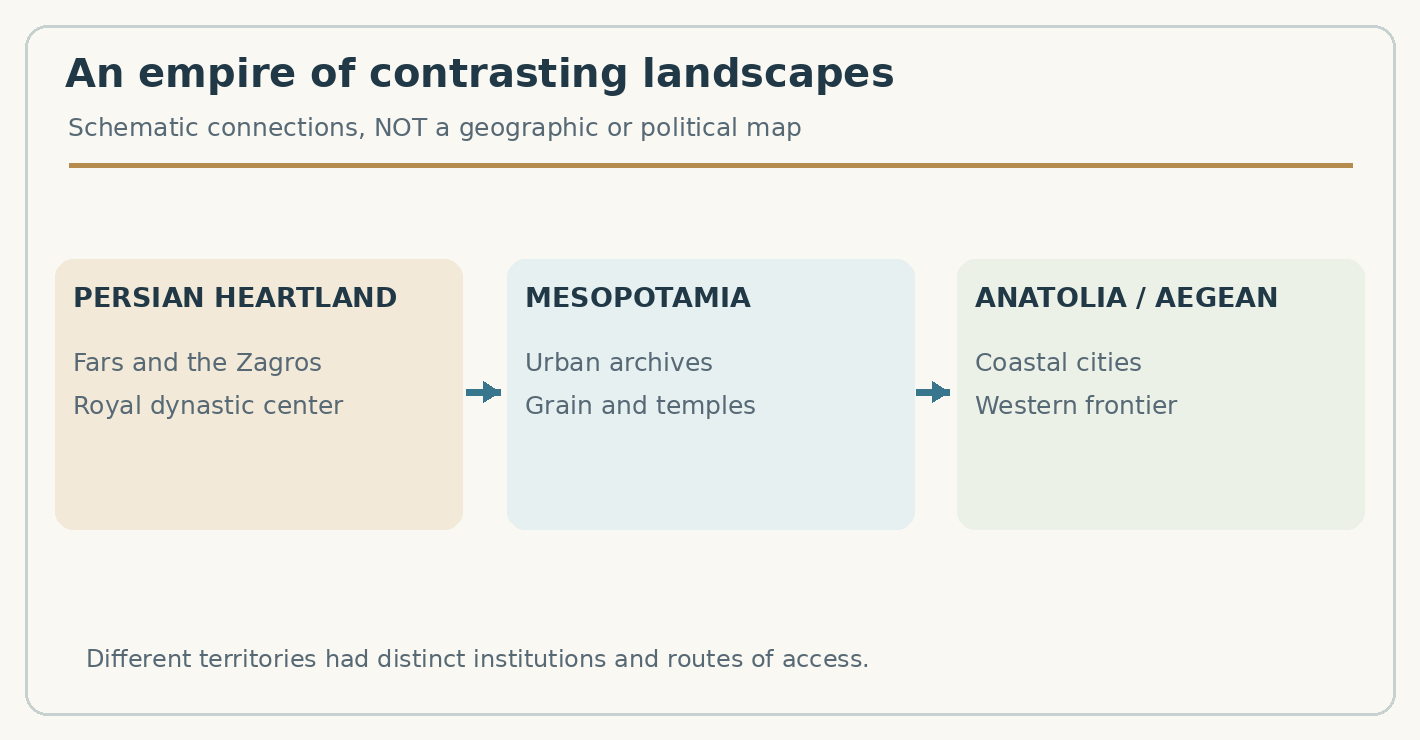 An empire of contrasting landscapes
Schematic connections, NOT a geographic or political map
PERSIAN HEARTLAND
Fars and the Zagros
Royal dynastic center
MESOPOTAMIA
Urban archives
Grain and temples
ANATOLIA / AEGEAN
Coastal cities
Western frontier
Different territories had distinct institutions and routes of access.